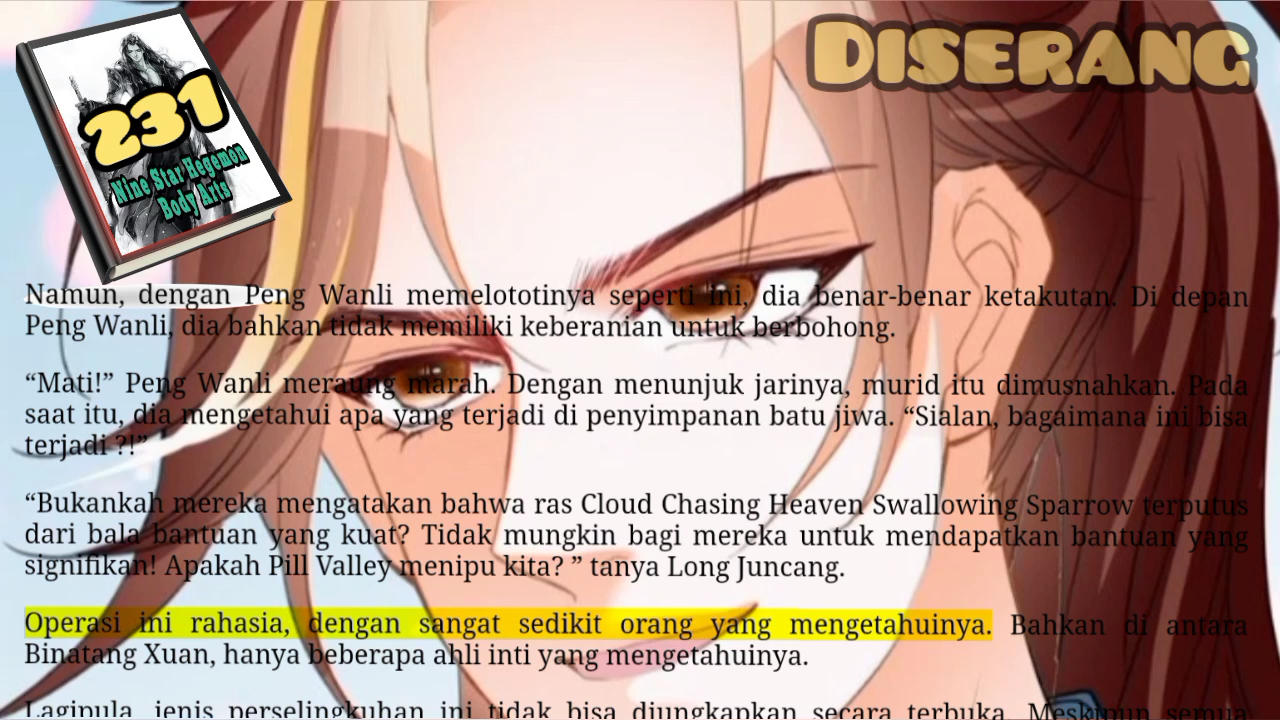 231
Nine Star Hegemon
Body Arts
DISERANG
Namun, dengan Peng Wanli memelototinya seperti ini, dia benar-benar ketakutan. Di depan
Peng Wanli, dia bahkan tidak memiliki keberanian untuk berbohong.
“Mati!” Peng Wanli meraung marah. Dengan menunjuk jarinya, murid itu dimusnahkan. Pada
saat itu, dia mengetahui apa yang terjadi di penyimpanan batu jiwa. “Sialan, bagaimana ini bisa
terjadi ?!”
“Bukankah mereka mengatakan bahwa ras Cloud Chasing Heaven Swallowing Sparrow terputus
dari bala bantuan yang kuat? Tidak mungkin bagi mereka untuk mendapatkan bantuan yang
signifikan! Apakah Pill Valley menipu kita? ” tanya Long Juncang.
Operasi ini rahasia, dengan sangat sedikit orang yang mengetahuinya. Bahkan di antara
Binatang Xuan, hanya beberapa ahli inti yang mengetahuinya.
Lagipula, jenis perselingkuhan ini tidak bisa diungkapkan secara terbuka. Meskipun semua